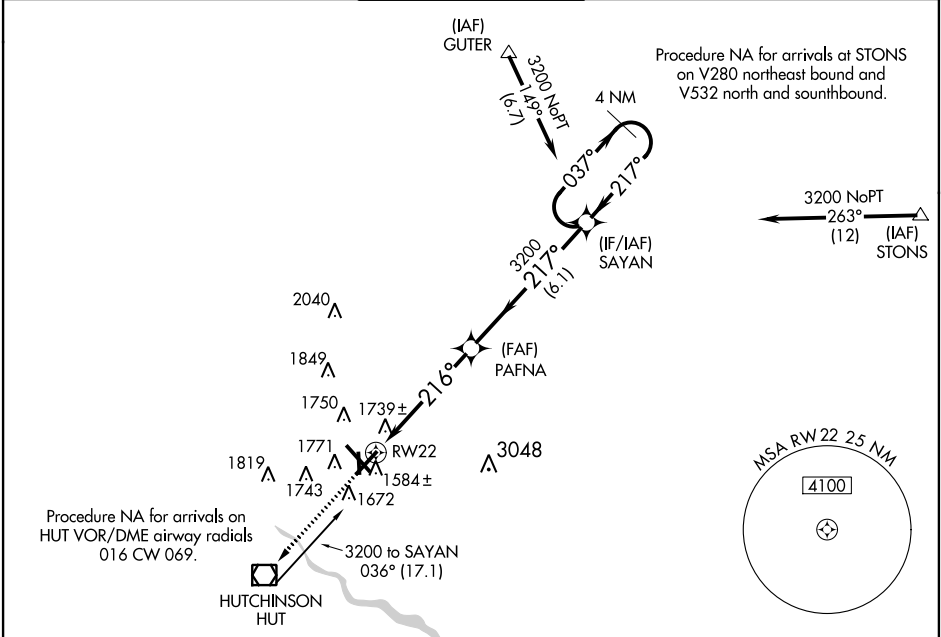 (IAF)
GUTER
3200 NoPT
149°
(6.7)
Procedure NA for arrivals at STONS
on V280 northeast bound and
V532 north and sounthbound.
4 NM
037°
217°
3200 NoPT
263°
(12)
(IAF)
STONS
(IF/IAF)
SAYAN
3200
217°
(6.1)
2040
(FAF)
PAFNA
1849
216°
1750
1739±
RW22
3048
1771
1819
1743
1584±
1672
MSA RW 22 25 NM
4100
Procedure NA for arrivals on
HUT VOR/DME airway radials
016 CW 069.
3200 to SAYAN
036° (17.1)
HUTCHINSON
HUT